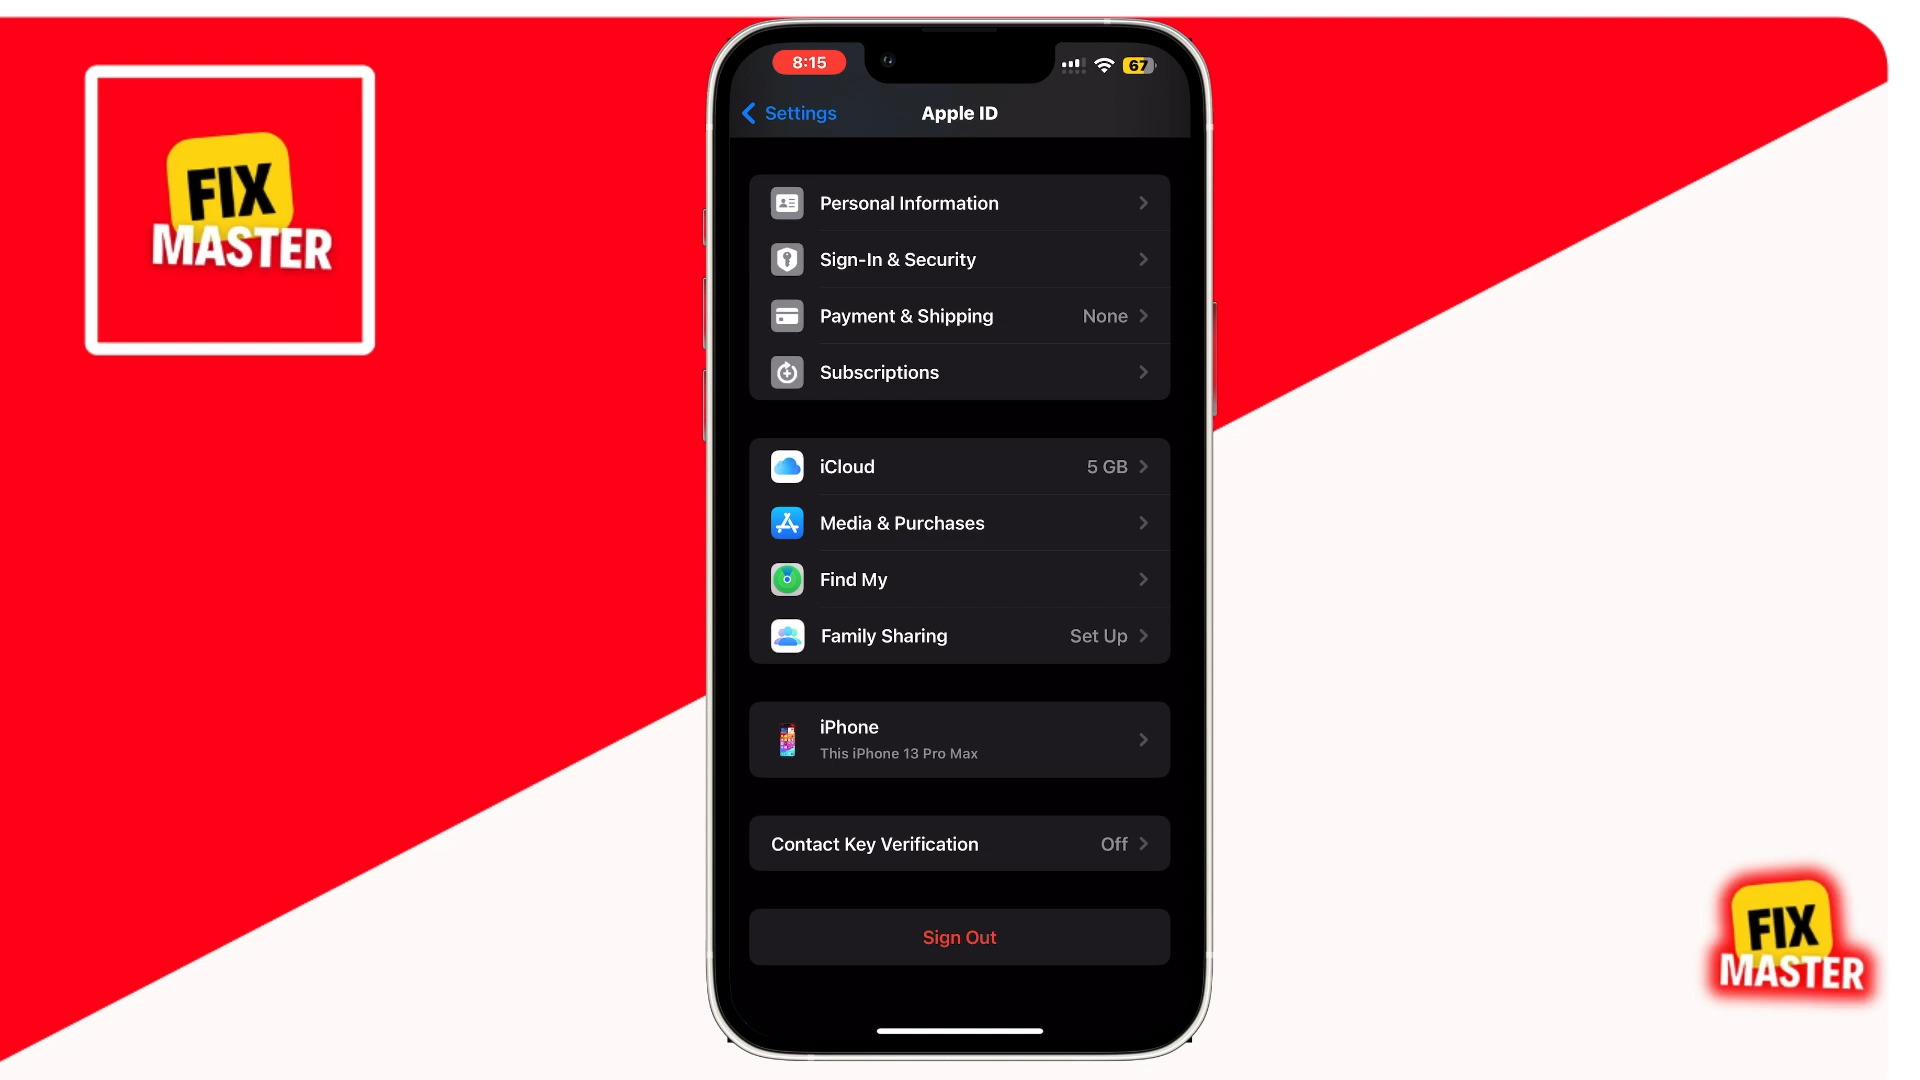 FIX
MASTER
8:15
67
Settings
Apple ID
Personal Information
Sign-In & Security
Payment & Shipping None
Subscriptions
iCloud 5 GB
Media & Purchases
Find My
Family Sharing Set Up
iPhone
This iPhone 13 Pro Max
Contact Key Verification Off
Sign Out
FIX
MASTER